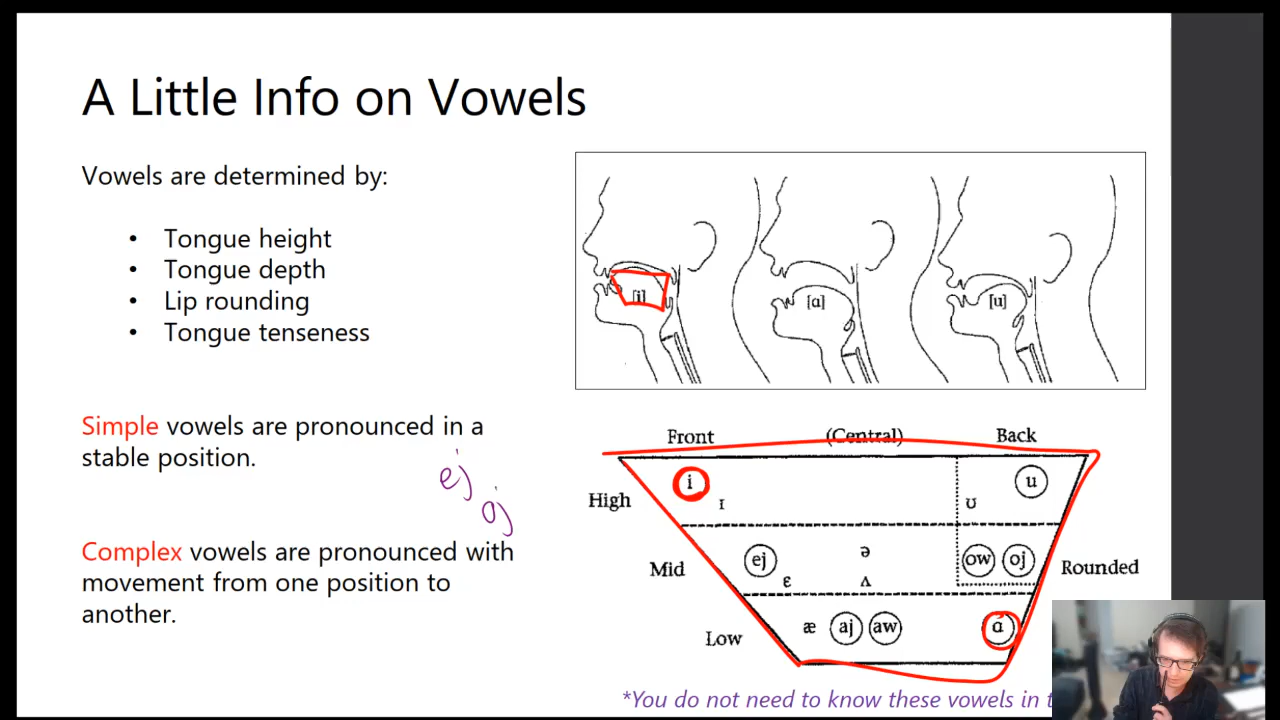 A Little Info on Vowels
Vowels are determined by:
• Tongue height
• Tongue depth
• Lip rounding
• Tongue tenseness
Simple vowels are pronounced in a
stable position.
ej
oj
Complex vowels are pronounced with
movement from one position to
another.
[i] [ɑ] [u]
Front (Central) Back
High i ɪ ʊ u
Mid ej ɛ ə ʌ ow oj Rounded
Low æ aj aw ɑ
*You do not need to know these vowels in